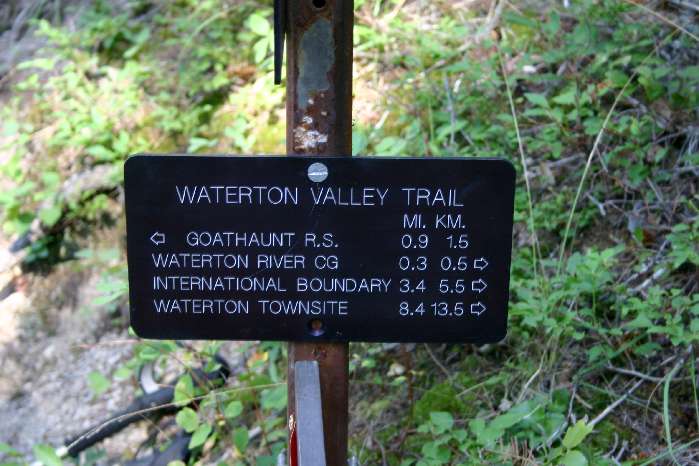 WATERTON VALLEY TRAIL
MI. KM.
⇦ GOATHAUNT R.S. 0.9 1.5
WATERTON RIVER CG 0.3 0.5 ⇨
INTERNATIONAL BOUNDARY 3.4 5.5 ⇨
WATERTON TOWNSITE 8.4 13.5 ⇨